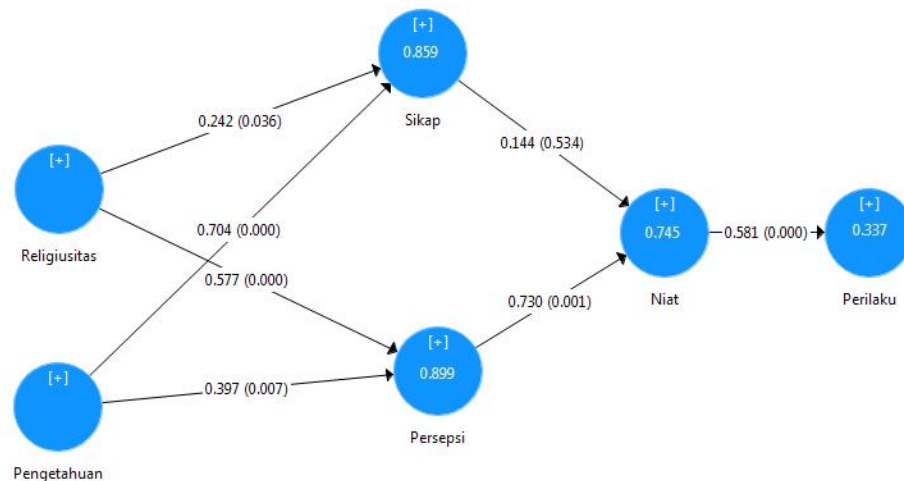 [+]
0.859
Sikap
0.242 (0.036)
0.144 (0.534)
[+]
Religiusitas
0.704 (0.000)
[+]
0.745
Niat
0.581 (0.000)
[+]
0.337
Perilaku
0.577 (0.000)
0.730 (0.001)
[+]
0.899
Persepsi
0.397 (0.007)
[+]
Pengetahuan